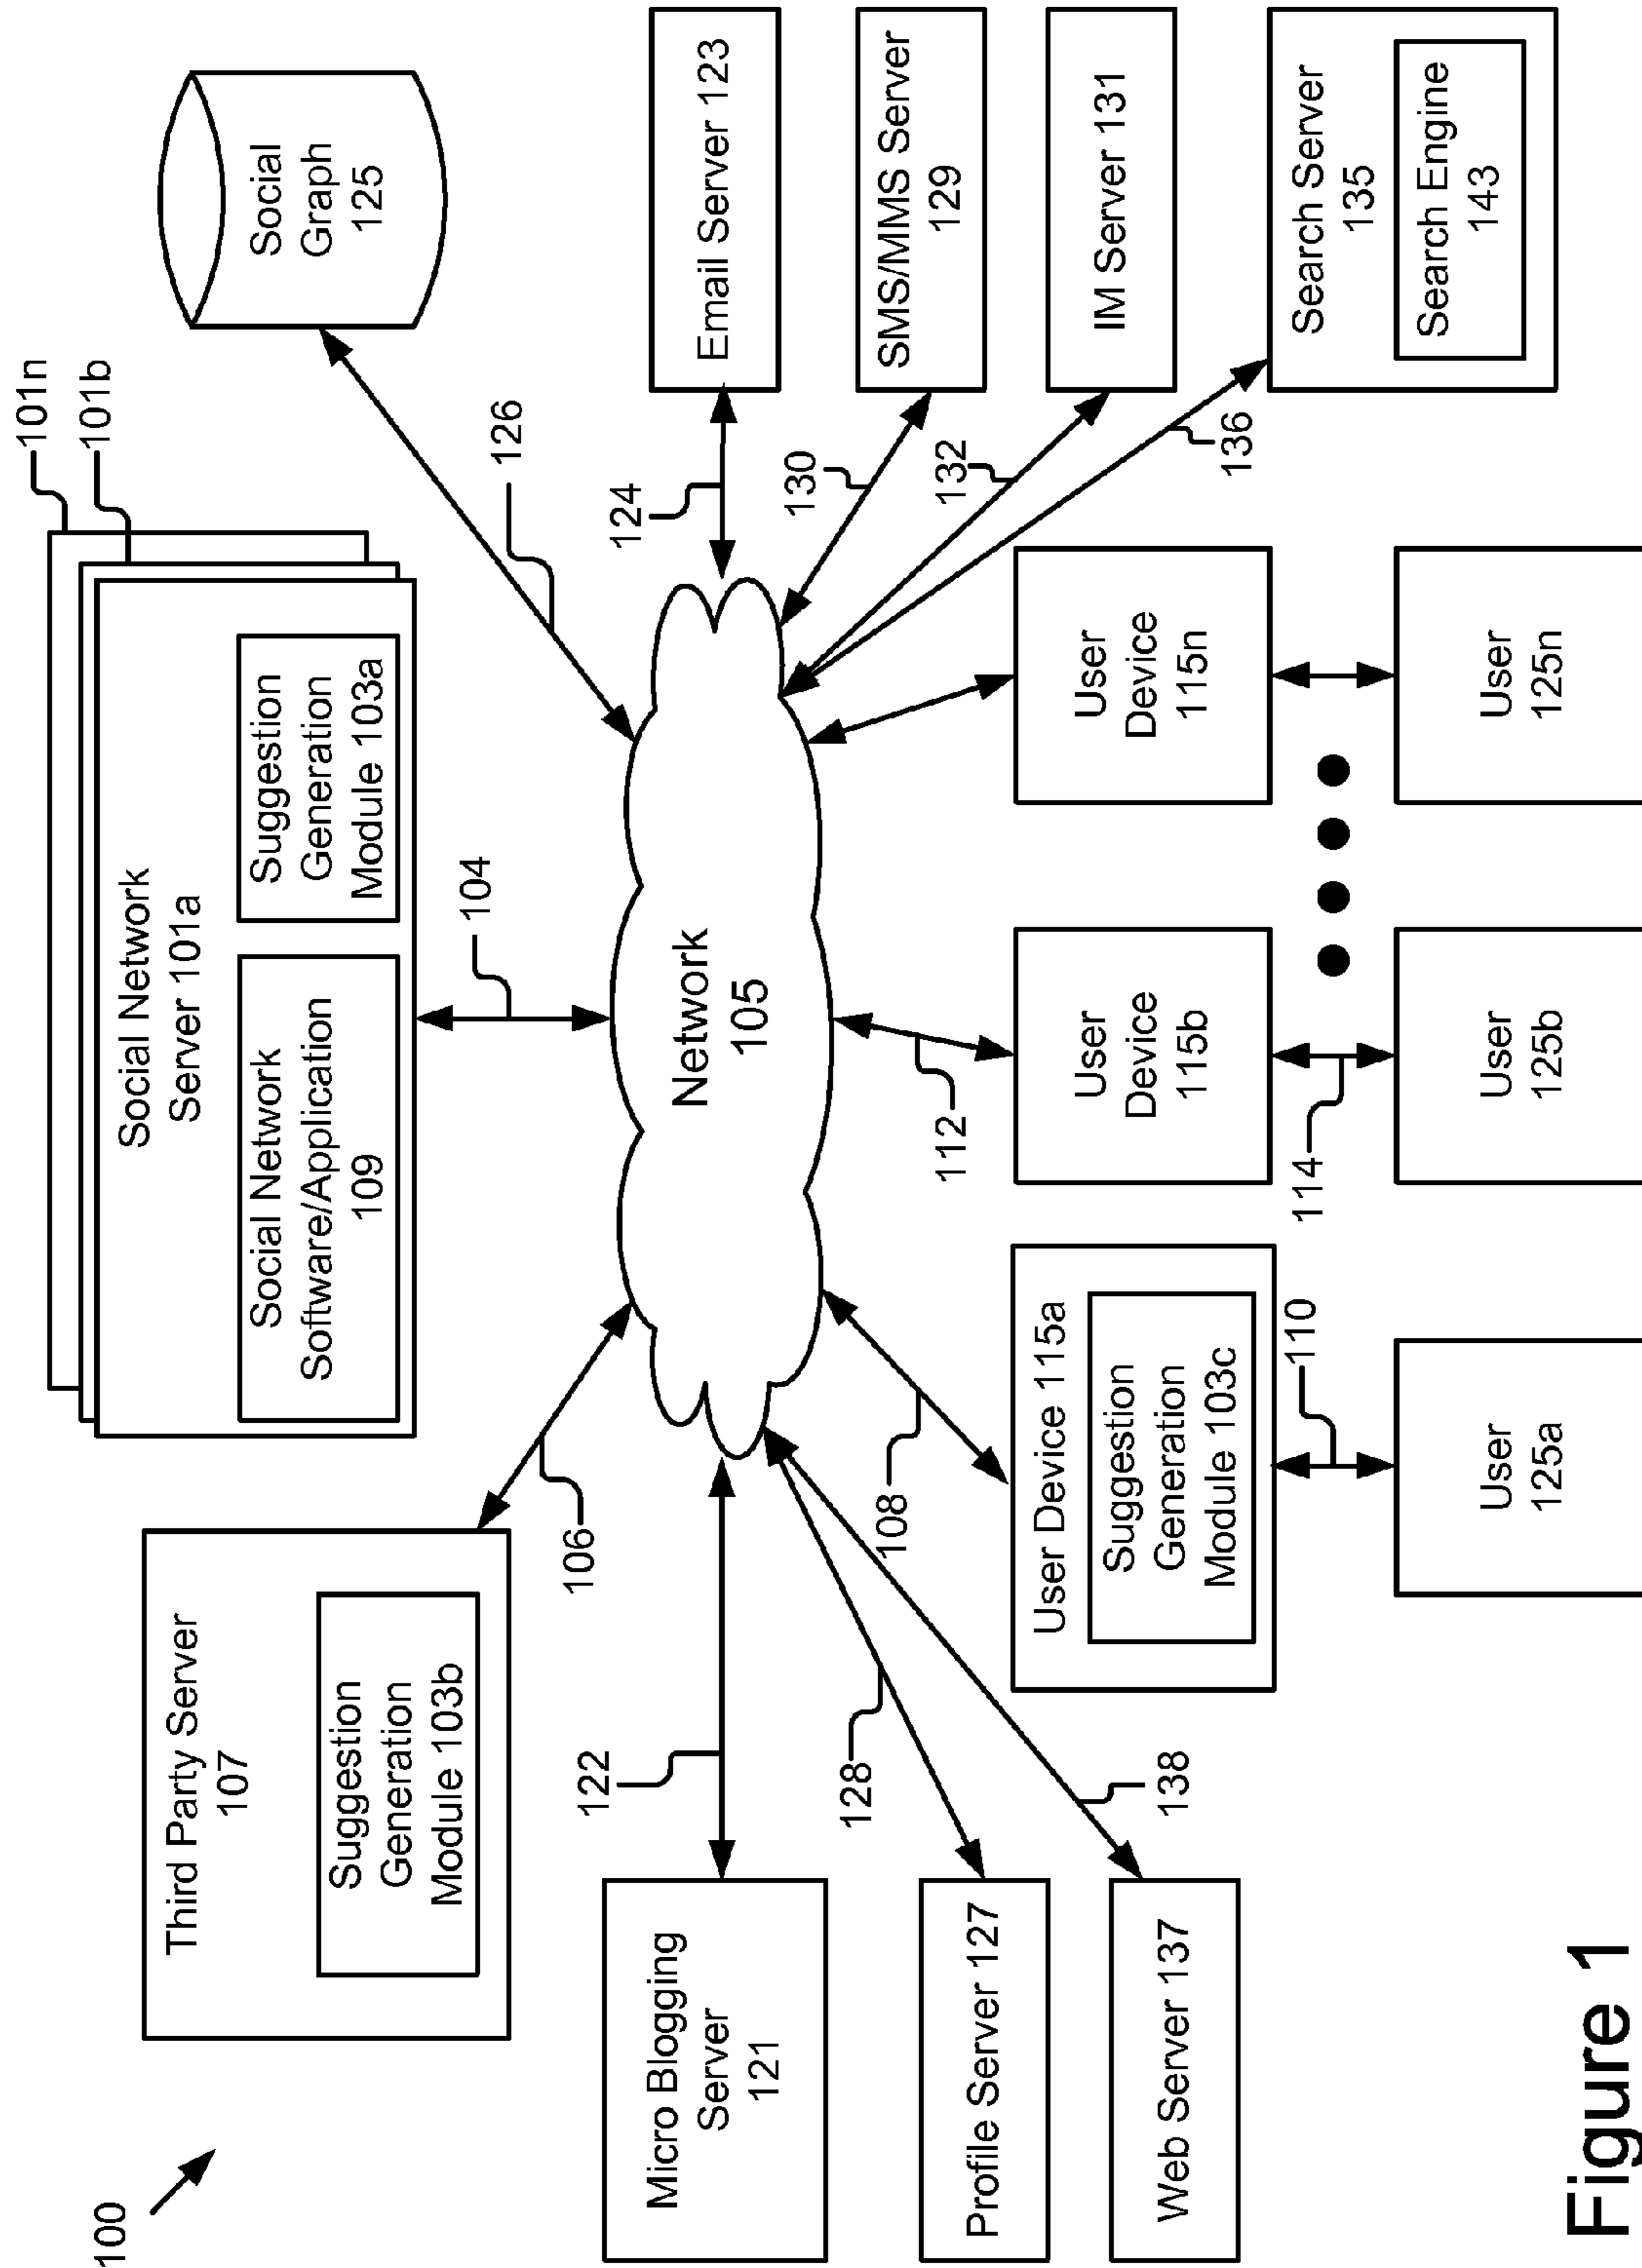 100
Third Party Server
107
Suggestion
Generation
Module 103b
106
Social Network
Server 101a
Social Network
Software/Application
109
Suggestion
Generation
Module 103a
101n
101b
104
126
Social
Graph
125
Micro Blogging
Server
121
122
Profile Server 127
128
Web Server 137
138
Network
105
124
Email Server 123
130
SMS/MMS Server
129
132
IM Server 131
136
Search Server
135
Search Engine
143
108
User Device 115a
Suggestion
Generation
Module 103c
110
User
125a
112
User
Device
115b
114
User
125b
User
Device
115n
User
125n
Figure 1